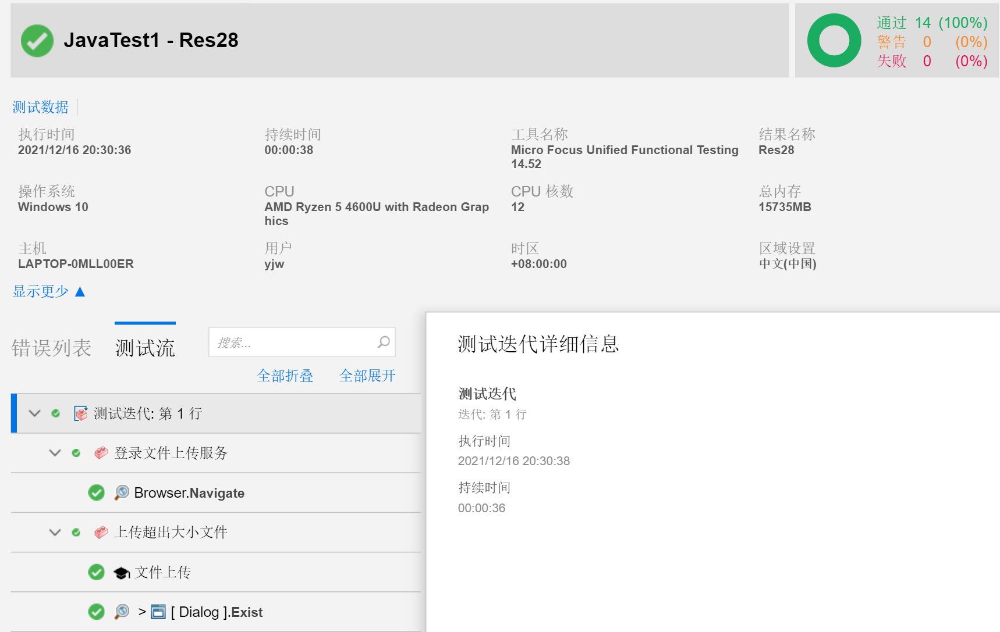 JavaTest1 - Res28
通过 14 (100%)
警告 0 (0%)
失败 0 (0%)
测试数据
执行时间
2021/12/16 20:30:36
持续时间
00:00:38
工具名称
Micro Focus Unified Functional Testing
14.52
结果名称
Res28
操作系统
Windows 10
CPU
AMD Ryzen 5 4600U with Radeon Grap
hics
CPU 核数
12
总内存
15735MB
主机
LAPTOP-0MLL00ER
用户
yjw
时区
+08:00:00
区域设置
中文(中国)
显示更少 ▲
错误列表
测试流
搜索...
全部折叠
全部展开
测试迭代: 第 1 行
登录文件上传服务
Browser.Navigate
上传超出大小文件
文件上传
> [ Dialog ].Exist
测试迭代详细信息
测试迭代
迭代: 第 1 行
执行时间
2021/12/16 20:30:38
持续时间
00:00:36